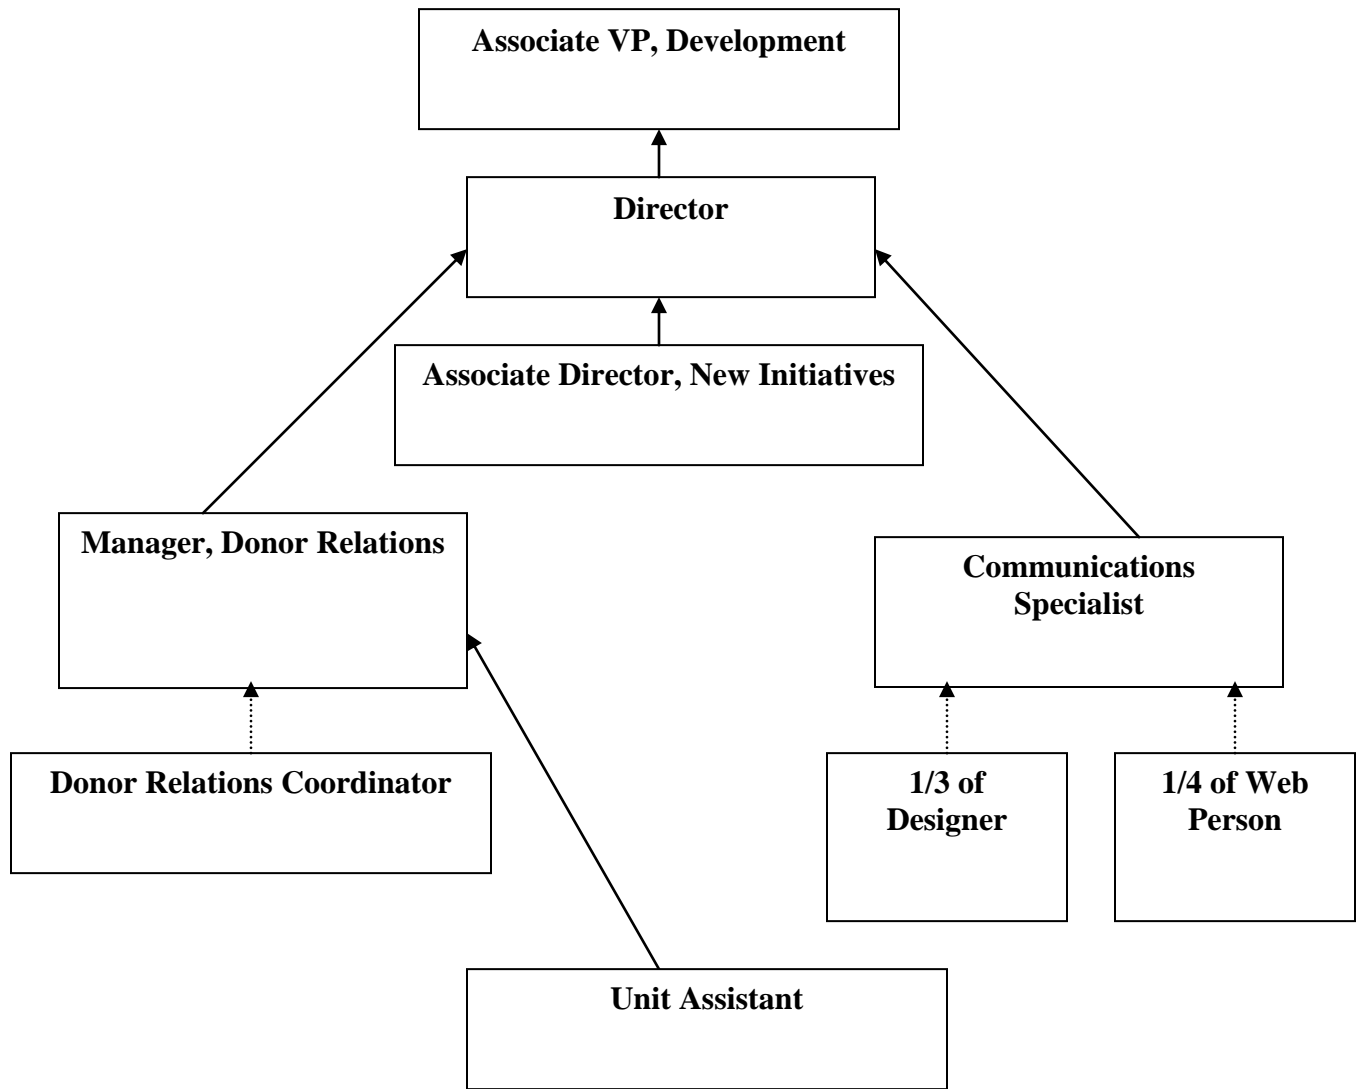 Associate VP, Development
Director
Associate Director, New Initiatives
Manager, Donor Relations
Communications
Specialist
Donor Relations Coordinator
1/3 of
Designer
1/4 of Web
Person
Unit Assistant